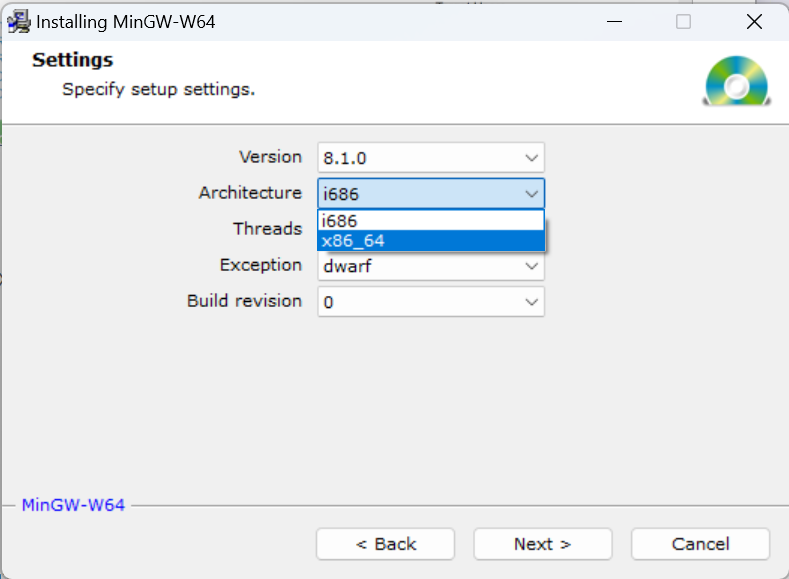 Installing MinGW-W64
Settings
Specify setup settings.
Version 8.1.0
Architecture i686
i686
Threads
x86_64
Exception dwarf
Build revision 0
MinGW-W64
< Back Next > Cancel